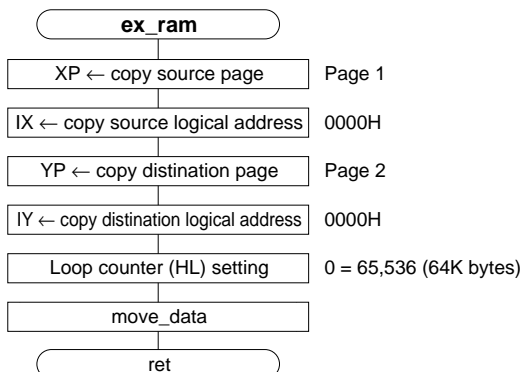 ex_ram
XP ← copy source page Page 1
IX ← copy source logical address 0000H
YP ← copy distination page Page 2
IY ← copy distination logical address 0000H
Loop counter (HL) setting 0 = 65,536 (64K bytes)
move_data
ret